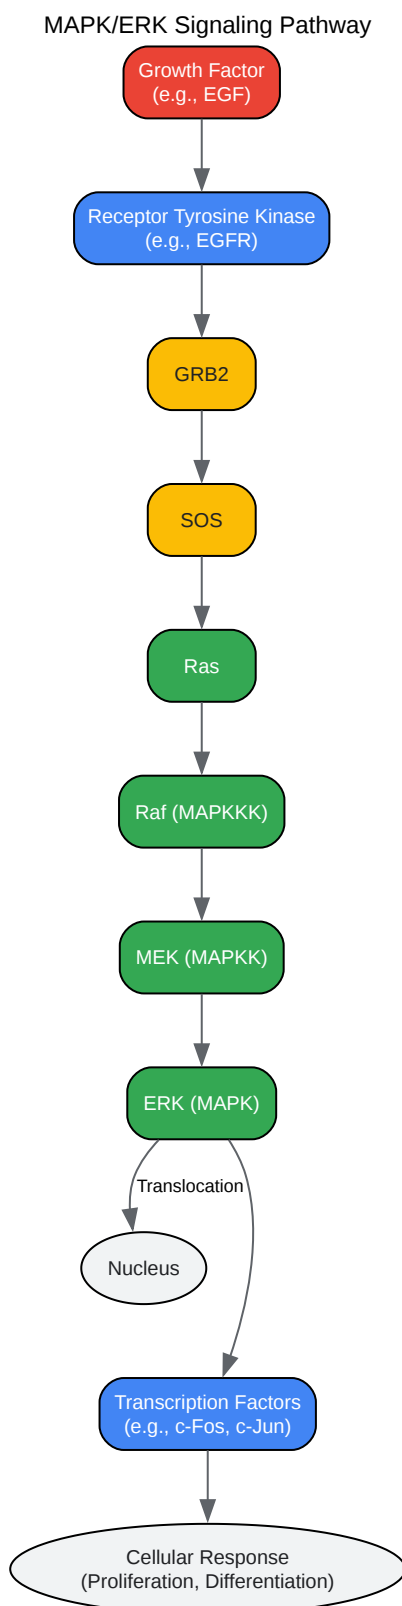 MAPK/ERK Signaling Pathway
Growth Factor
(e.g., EGF)
Receptor Tyrosine Kinase
(e.g., EGFR)
GRB2
SOS
Ras
Raf (MAPKKK)
MEK (MAPKK)
ERK (MAPK)
Translocation
Nucleus
Transcription Factors
(e.g., c-Fos, c-Jun)
Cellular Response
(Proliferation, Differentiation)